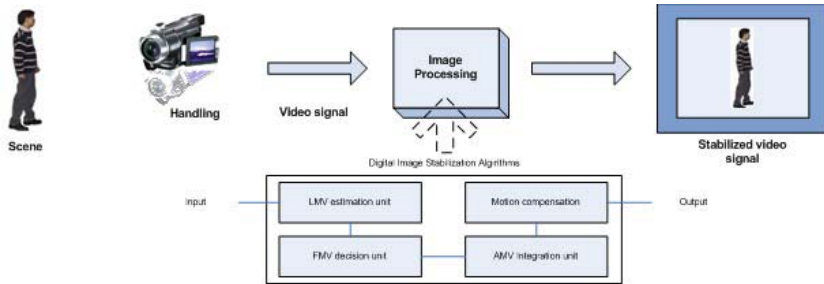 Image
Processing
Handling
Video signal
Scene
Stabilized video
signal
Digital Image Stabilization Algorithms
Input
LMV estimation unit
Motion compensation
Output
FMV decision unit
AMV Integration unit